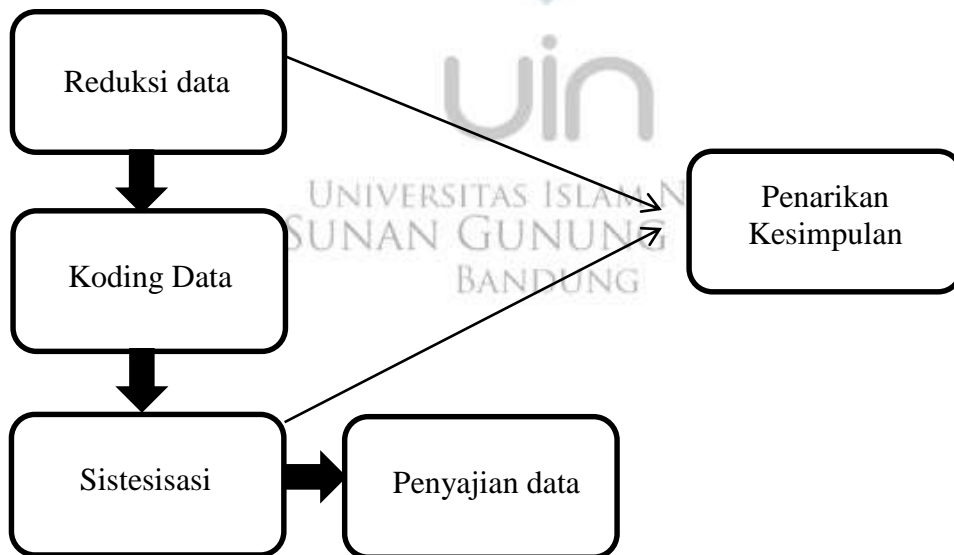 Reduksi data
uin
UNIVERSITAS ISLAM N
SUNAN GUNUNG
BANDUNG
Penarikan
Kesimpulan
Koding Data
Sistesisasi
Penyajian data